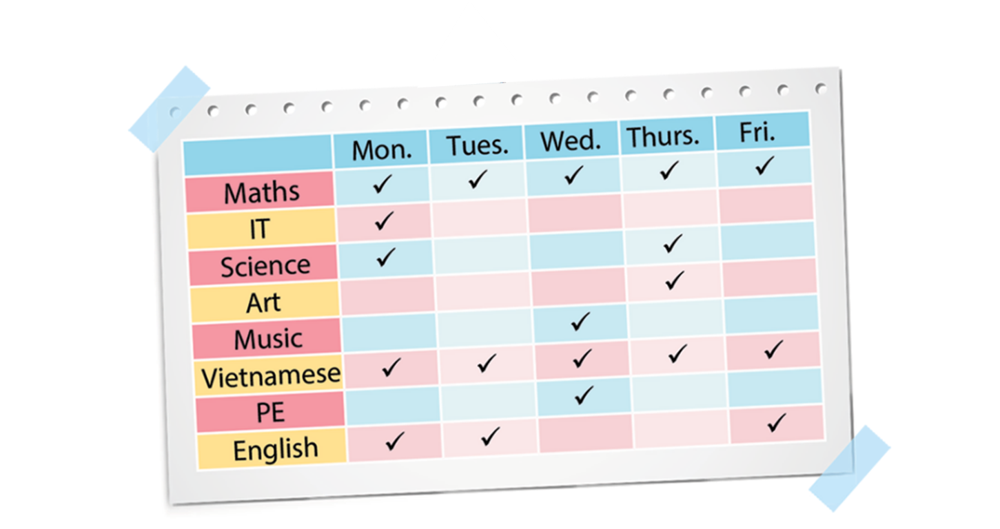 Mon. Tues. Wed. Thurs. Fri.
Maths ✓ ✓ ✓ ✓ ✓
IT ✓
Science ✓ ✓
Art ✓
Music ✓
Vietnamese ✓ ✓ ✓ ✓ ✓
PE ✓
English ✓ ✓ ✓